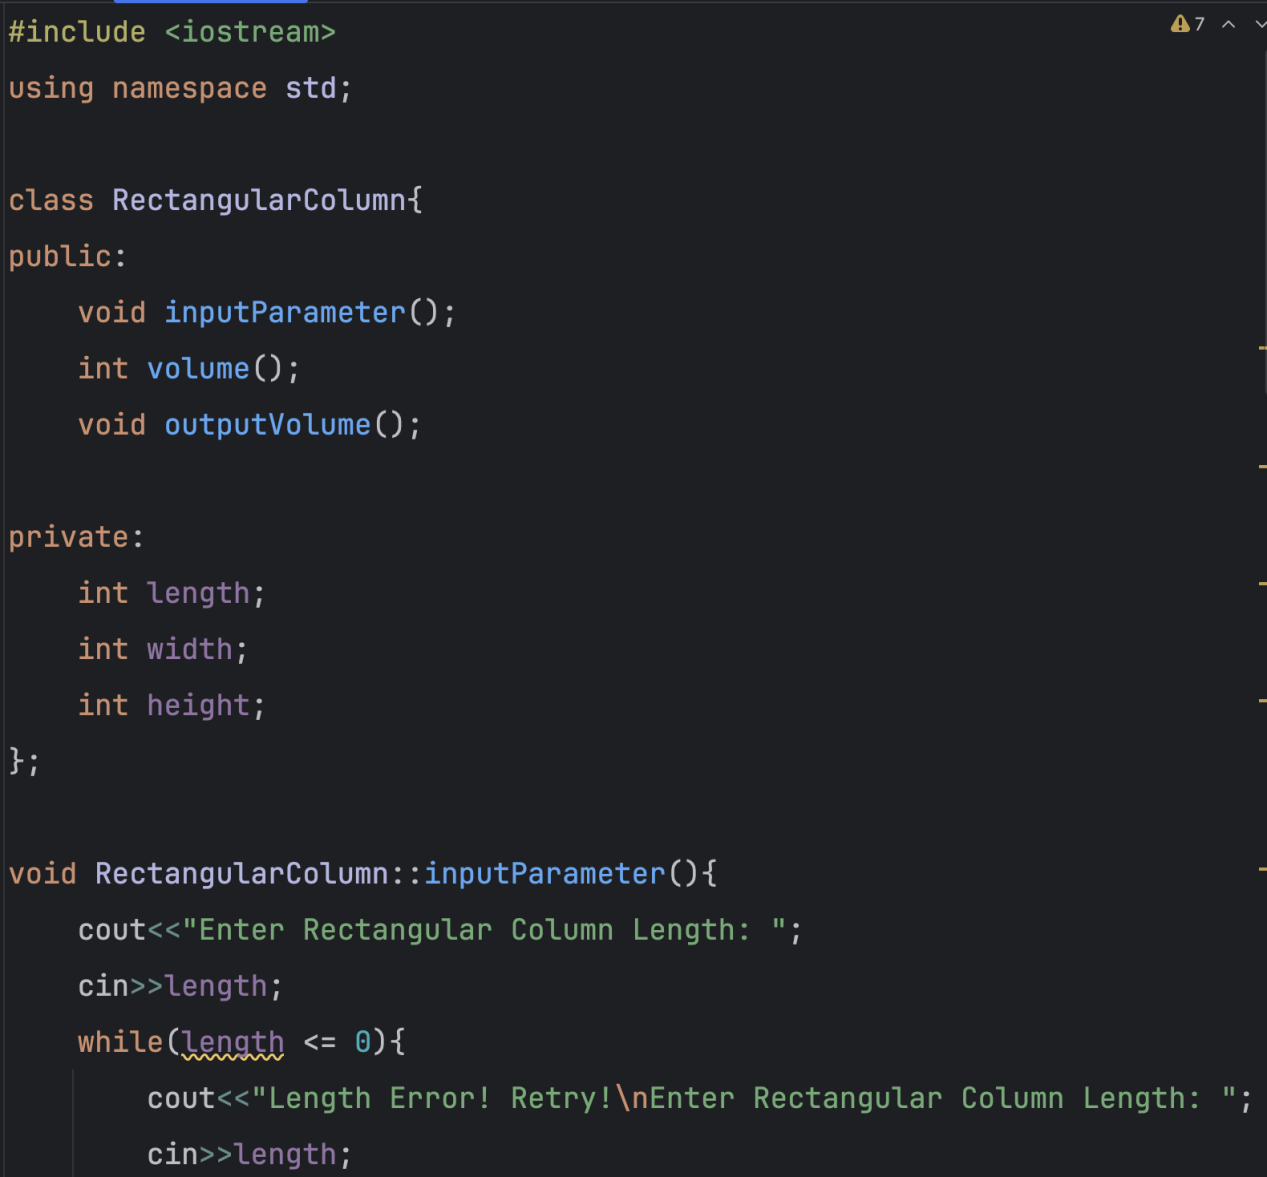 #include <iostream>
7
using namespace std;
class RectangularColumn{
public:
    void inputParameter();
    int volume();
    void outputVolume();
private:
    int length;
    int width;
    int height;
};
void RectangularColumn::inputParameter(){
    cout<<"Enter Rectangular Column Length: ";
    cin>>length;
    while(length <= 0){
        cout<<"Length Error! Retry!\nEnter Rectangular Column Length: ";
        cin>>length;